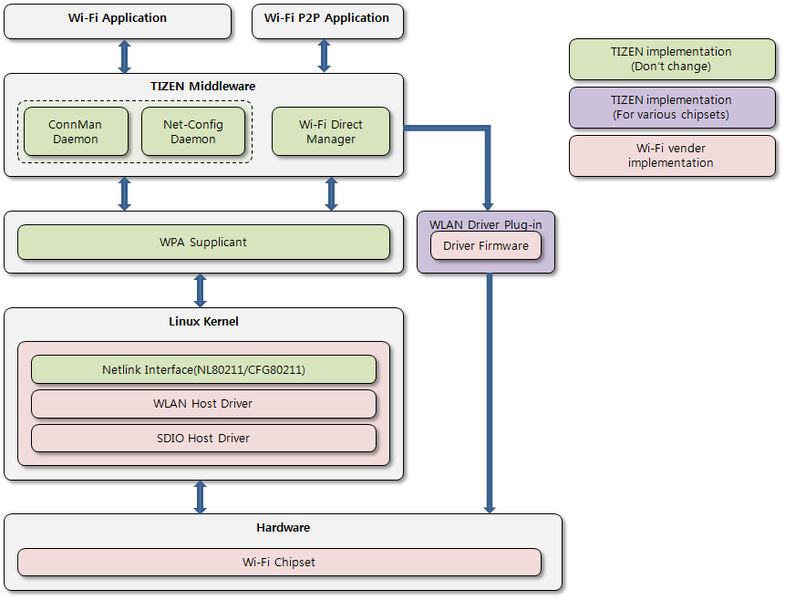 Wi-Fi Application
Wi-Fi P2P Application
TIZEN Middleware
ConnMan
Daemon
Net-Config
Daemon
Wi-Fi Direct
Manager
WPA Supplicant
WLAN Driver Plug-in
Driver Firmware
Linux Kernel
Netlink Interface(NL80211/CFG80211)
WLAN Host Driver
SDIO Host Driver
Hardware
Wi-Fi Chipset
TIZEN implementation
(Don't change)
TIZEN implementation
(For various chipsets)
Wi-Fi vender
implementation